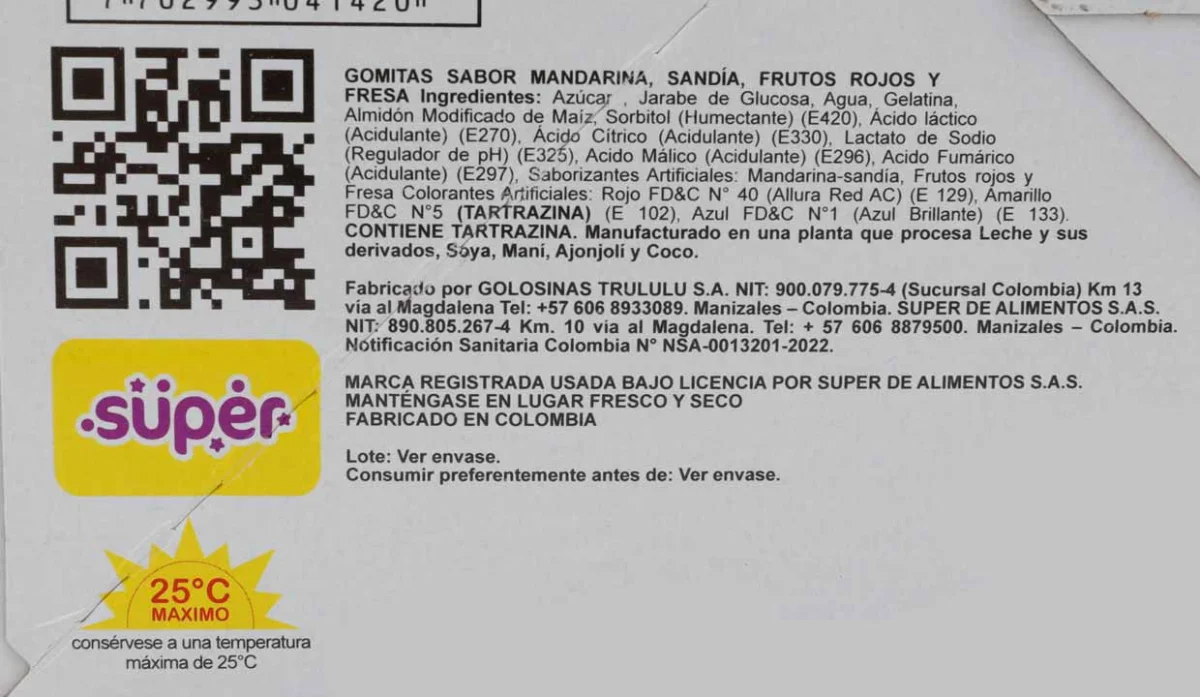 7 702993 041420
GOMITAS SABOR MANDARINA, SANDÍA, FRUTOS ROJOS Y
FRESA Ingredientes: Azúcar , Jarabe de Glucosa, Agua, Gelatina,
Almidón Modificado de Maíz, Sorbitol (Humectante) (E420), Ácido láctico
(Acidulante) (E270), Ácido Cítrico (Acidulante) (E330), Lactato de Sodio
(Regulador de pH) (E325), Acido Málico (Acidulante) (E296), Acido Fumárico
(Acidulante) (E297), Saborizantes Artificiales: Mandarina-sandía, Frutos rojos y
Fresa Colorantes Artificiales: Rojo FD&C N° 40 (Allura Red AC) (E 129), Amarillo
FD&C N°5 (TARTRAZINA) (E 102), Azul FD&C N°1 (Azul Brillante) (E 133).
CONTIENE TARTRAZINA. Manufacturado en una planta que procesa Leche y sus
derivados, Soya, Maní, Ajonjolí y Coco.
Fabricado por GOLOSINAS TRULULU S.A. NIT: 900.079.775-4 (Sucursal Colombia) Km 13
vía al Magdalena Tel: +57 606 8933089. Manizales – Colombia. SUPER DE ALIMENTOS S.A.S.
NIT: 890.805.267-4 Km. 10 vía al Magdalena. Tel: + 57 606 8879500. Manizales – Colombia.
Notificación Sanitaria Colombia N° NSA-0013201-2022.
MARCA REGISTRADA USADA BAJO LICENCIA POR SUPER DE ALIMENTOS S.A.S.
MANTÉNGASE EN LUGAR FRESCO Y SECO
FABRICADO EN COLOMBIA
Lote: Ver envase.
Consumir preferentemente antes de: Ver envase.
süper
25°C
MAXIMO
consérvese a una temperatura
máxima de 25°C